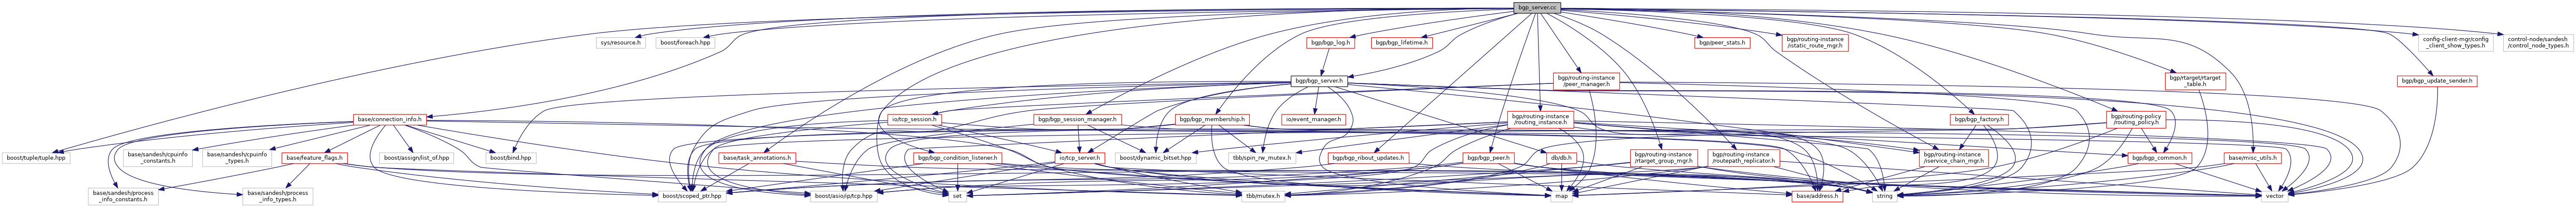 bgp_server.cc
sys/resource.h
boost/foreach.hpp
bgp/bgp_log.h
bgp/bgp_lifetime.h
bgp/peer_stats.h
bgp/routing-instance
/istatic_route_mgr.h
config-client-mgr/config
_client_show_types.h
control-node/sandesh
/control_node_types.h
bgp/bgp_server.h
bgp/routing-instance
/peer_manager.h
bgp/rtarget/rtarget
_table.h
bgp/bgp_update_sender.h
base/connection_info.h
io/tcp_session.h
bgp/bgp_session_manager.h
bgp/bgp_membership.h
io/event_manager.h
bgp/routing-instance
/routing_instance.h
bgp/bgp_factory.h
bgp/routing-policy
/routing_policy.h
boost/tuple/tuple.hpp
base/sandesh/cpuinfo
_constants.h
base/sandesh/cpuinfo
_types.h
base/feature_flags.h
boost/assign/list_of.hpp
boost/bind.hpp
base/task_annotations.h
bgp/bgp_condition_listener.h
io/tcp_server.h
boost/dynamic_bitset.hpp
tbb/spin_rw_mutex.h
bgp/bgp_ribout_updates.h
bgp/bgp_peer.h
db/db.h
bgp/routing-instance
/rtarget_group_mgr.h
bgp/routing-instance
/routepath_replicator.h
bgp/routing-instance
/iservice_chain_mgr.h
bgp/bgp_common.h
base/misc_utils.h
base/sandesh/process
_info_constants.h
base/sandesh/process
_info_types.h
boost/scoped_ptr.hpp
boost/asio/ip/tcp.hpp
set
tbb/mutex.h
map
base/address.h
string
vector